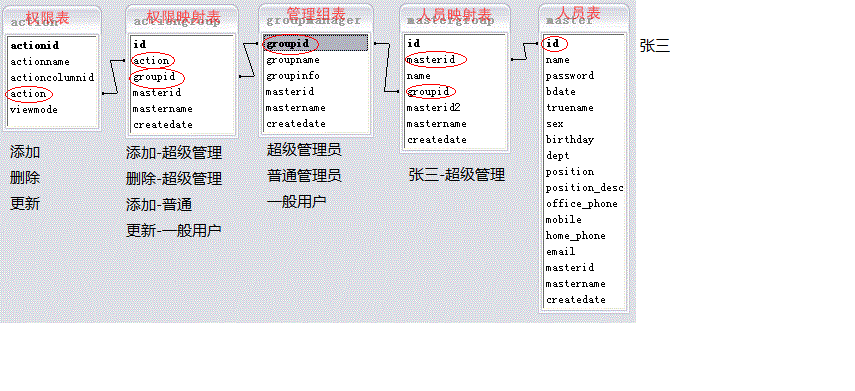 权限表
action
actionid
actionname
actioncolumnid
action
viewmode
添加
删除
更新
权限映射表
actiongroup
id
action
groupid
masterid
mastername
createdate
添加-超级管理
删除-超级管理
添加-普通
更新-一般用户
管理组表
groupmanager
groupid
groupname
groupinfo
masterid
mastername
createdate
超级管理员
普通管理员
一般用户
人员映射表
mastergroup
id
masterid
name
groupid
masterid2
mastername
createdate
张三-超级管理
人员表
master
id
name
password
bdate
truename
sex
birthday
dept
position
position_desc
office_phone
mobile
home_phone
email
masterid
mastername
createdate
张三